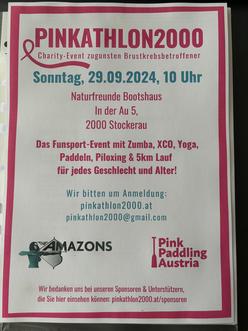 PINKATHLON2000
Charity-Event zugunsten Brustkrebsbetroffener
Sonntag, 29.09.2024, 10 Uhr
Naturfreunde Bootshaus
In der Au 5,
2000 Stockerau
Das Funsport-Event mit Zumba, XCO, Yoga,
Paddeln, Piloxing & 5km Lauf
für jedes Geschlecht und Alter!
Wir bitten um Anmeldung:
pinkathlon2000.at
pinkathlon2000@gmail.com
AMAZONS
Pink
Paddling
Austria
Wir bedanken uns bei unseren Sponsoren & Unterstützern,
die Sie hier einsehen können: pinkathlon2000.at/sponsoren